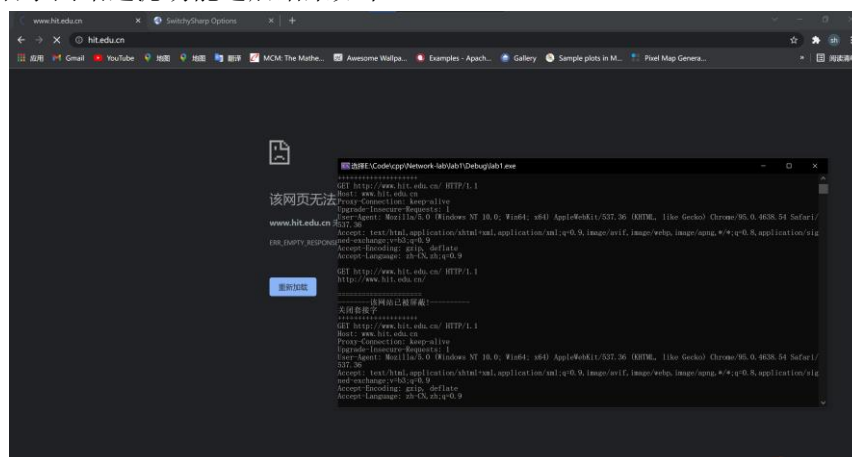 www.hit.edu.cn
SwitchySharp Options
hit.edu.cn
sh
应用 Gmail YouTube 地图 地图 翻译 MCM: The Mathe... Awesome Wallpa... Examples - Apach... Gallery Sample plots in M... Pixel Map Genera... »
该网页无法
www.hit.edu.cn
ERR_EMPTY_RESPONSE
重新加载
选择E:\Code\cpp\Network-lab\lab1\Debug\lab1.exe
++++++++++++++++++++
GET http://www.hit.edu.cn/ HTTP/1.1
Host: www.hit.edu.cn
Proxy-Connection: keep-alive
Upgrade-Insecure-Requests: 1
User-Agent: Mozilla/5.0 (Windows NT 10.0; Win64; x64) AppleWebKit/537.36 (KHTML, like Gecko) Chrome/95.0.4638.54 Safari/
537.36
Accept: text/html,application/xhtml+xml,application/xml;q=0.9,image/avif,image/webp,image/apng,*/*;q=0.8,application/sig
ned-exchange;v=b3;q=0.9
Accept-Encoding: gzip, deflate
Accept-Language: zh-CN,zh;q=0.9
GET http://www.hit.edu.cn/ HTTP/1.1
http://www.hit.edu.cn/
====================
--------该网站已被屏蔽!----------
关闭套接字
++++++++++++++++++++
GET http://www.hit.edu.cn/ HTTP/1.1
Host: www.hit.edu.cn
Proxy-Connection: keep-alive
Upgrade-Insecure-Requests: 1
User-Agent: Mozilla/5.0 (Windows NT 10.0; Win64; x64) AppleWebKit/537.36 (KHTML, like Gecko) Chrome/95.0.4638.54 Safari/
537.36
Accept: text/html,application/xhtml+xml,application/xml;q=0.9,image/avif,image/webp,image/apng,*/*;q=0.8,application/sig
ned-exchange;v=b3;q=0.9
Accept-Encoding: gzip, deflate
Accept-Language: zh-CN,zh;q=0.9